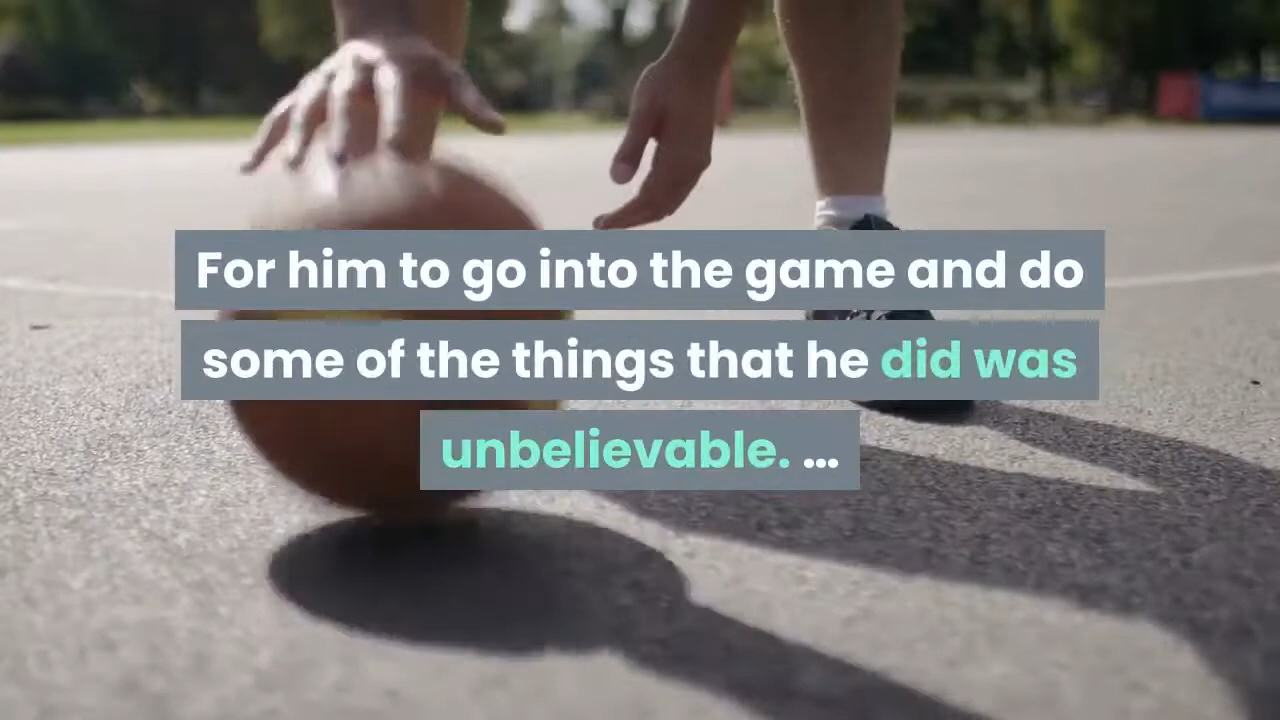 For him to go into the game and do
some of the things that he did was
unbelievable. ...